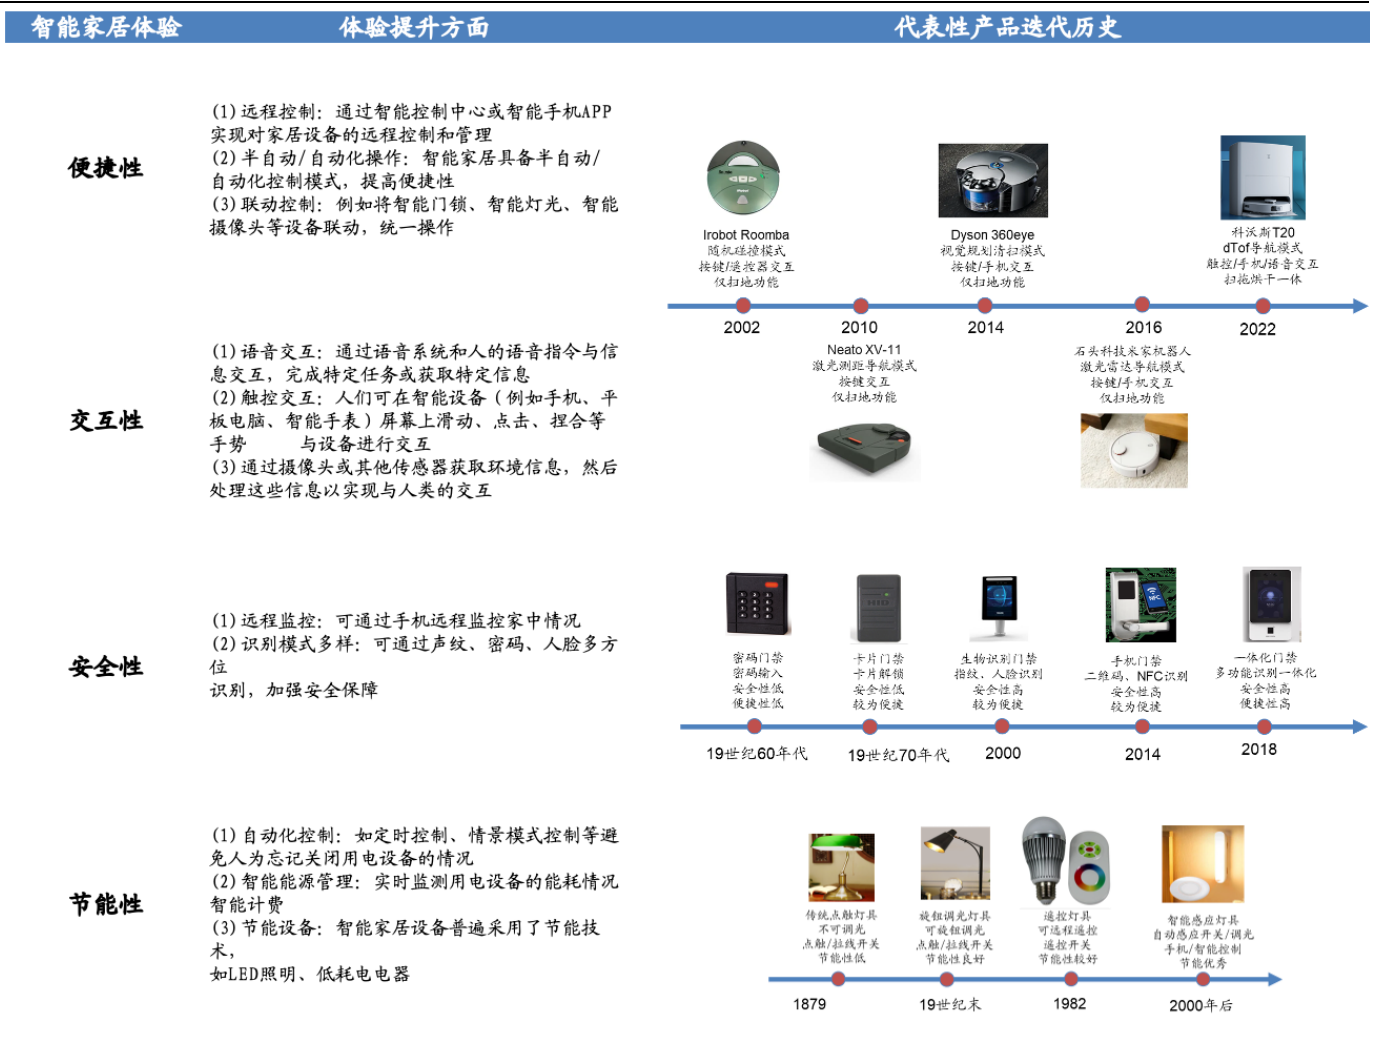 智能家居体验
体验提升方面
代表性产品迭代历史
便捷性
(1)远程控制：通过智能控制中心或智能手机APP
实现对家居设备的远程控制和管理
(2)半自动/自动化操作：智能家居具备半自动/
自动化控制模式，提高便捷性
(3)联动控制：例如将智能门锁、智能灯光、智能
摄像头等设备联动，统一操作
交互性
(1)语音交互：通过语音系统和人的语音指令与信
息交互，完成特定任务或获取特定信息
(2)触控交互：人们可在智能设备（例如手机、平
板电脑、智能手表）屏幕上滑动、点击、捏合等
手势 与设备进行交互
(3)通过摄像头或其他传感器获取环境信息，然后
处理这些信息以实现与人类的交互
Irobot Roomba
随机碰撞模式
按键/遥控器交互
仅扫地功能
Dyson 360eye
视觉规划清扫模式
按键/手机交互
仅扫地功能
科沃斯T20
dTof导航模式
触控/手机/语音交互
扫拖烘干一体
2002
2010
2014
2016
2022
Neato XV-11
激光测距导航模式
按键交互
仅扫地功能
石头科技米家机器人
激光雷达导航模式
按键/手机交互
仅扫地功能
安全性
(1)远程监控：可通过手机远程监控家中情况
(2)识别模式多样：可通过声纹、密码、人脸多方
位
识别，加强安全保障
NFC
密码门禁
密码输入
安全性低
便捷性低
卡片门禁
卡片解锁
安全性低
较为便捷
生物识别门禁
指纹、人脸识别
安全性高
较为便捷
手机门禁
二维码、NFC识别
安全性高
较为便捷
一体化门禁
多功能识别一体化
安全性高
便捷性高
19世纪60年代
19世纪70年代
2000
2014
2018
节能性
(1)自动化控制：如定时控制、情景模式控制等避
免人为忘记关闭用电设备的情况
(2)智能能源管理：实时监测用电设备的能耗情况
智能计费
(3)节能设备：智能家居设备普遍采用了节能技
术，
如LED照明、低耗电电器
传统点触灯具
不可调光
点触/拉线开关
节能性低
旋钮调光灯具
可旋钮调光
点触/拉线开关
节能性良好
遥控灯具
可远程遥控
遥控开关
节能性较好
智能感应灯具
自动感应开关/调光
手机/智能控制
节能优秀
1879
19世纪末
1982
2000年后